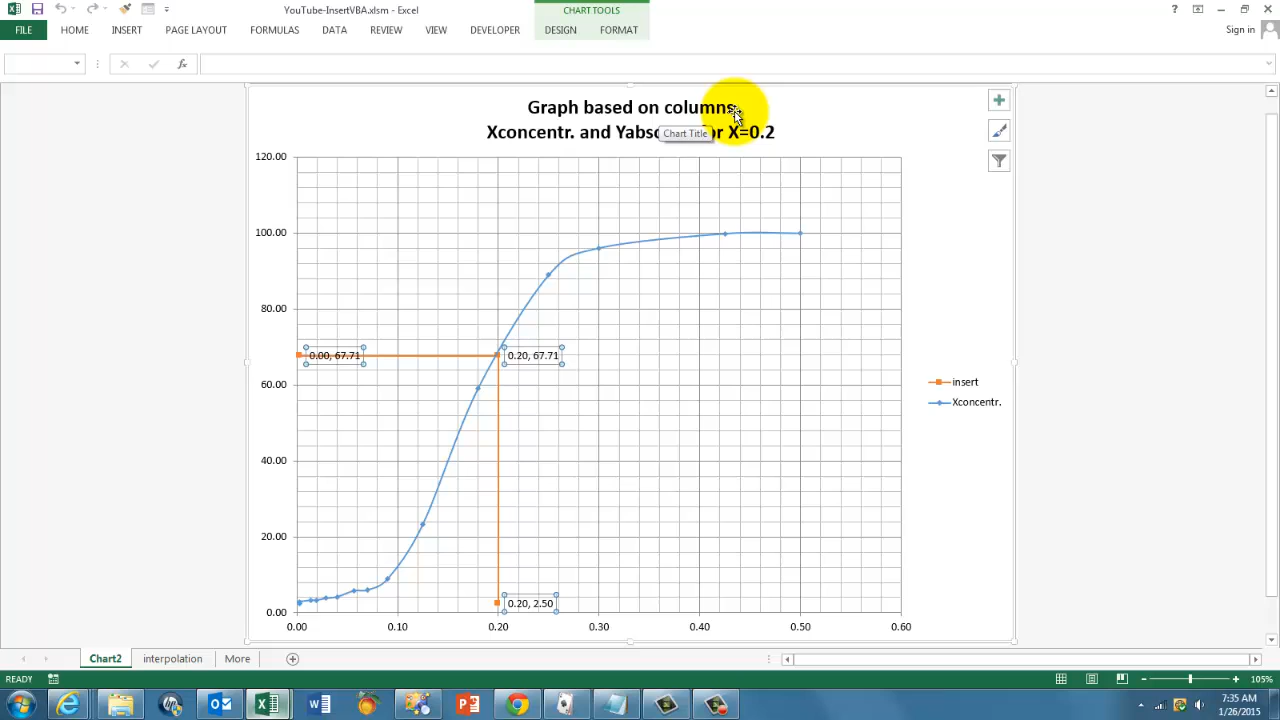 YouTube-InsertVBA.xlsm - Excel
CHART TOOLS
?
FILE
HOME
INSERT
PAGE LAYOUT
FORMULAS
DATA
REVIEW
VIEW
DEVELOPER
DESIGN
FORMAT
Sign in
fx
Graph based on columns
Xconcentr. and X=0.2
Chart Title
120.00
100.00
80.00
60.00
40.00
20.00
0.00
0.00, 67.71
0.20, 67.71
0.20, 2.50
insert
Xconcentr.
0.00
0.10
0.20
0.30
0.40
0.50
0.60
Chart2
interpolation
More
READY
105%
7:35 AM
1/26/2015